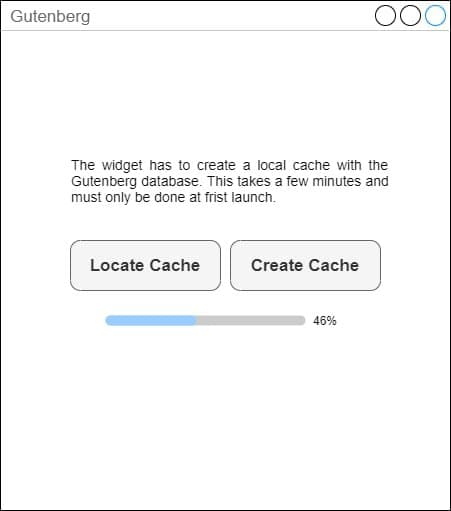 Gutenberg
The widget has to create a local cache with the
Gutenberg database. This takes a few minutes and
must only be done at frist launch.
Locate Cache
Create Cache
46%